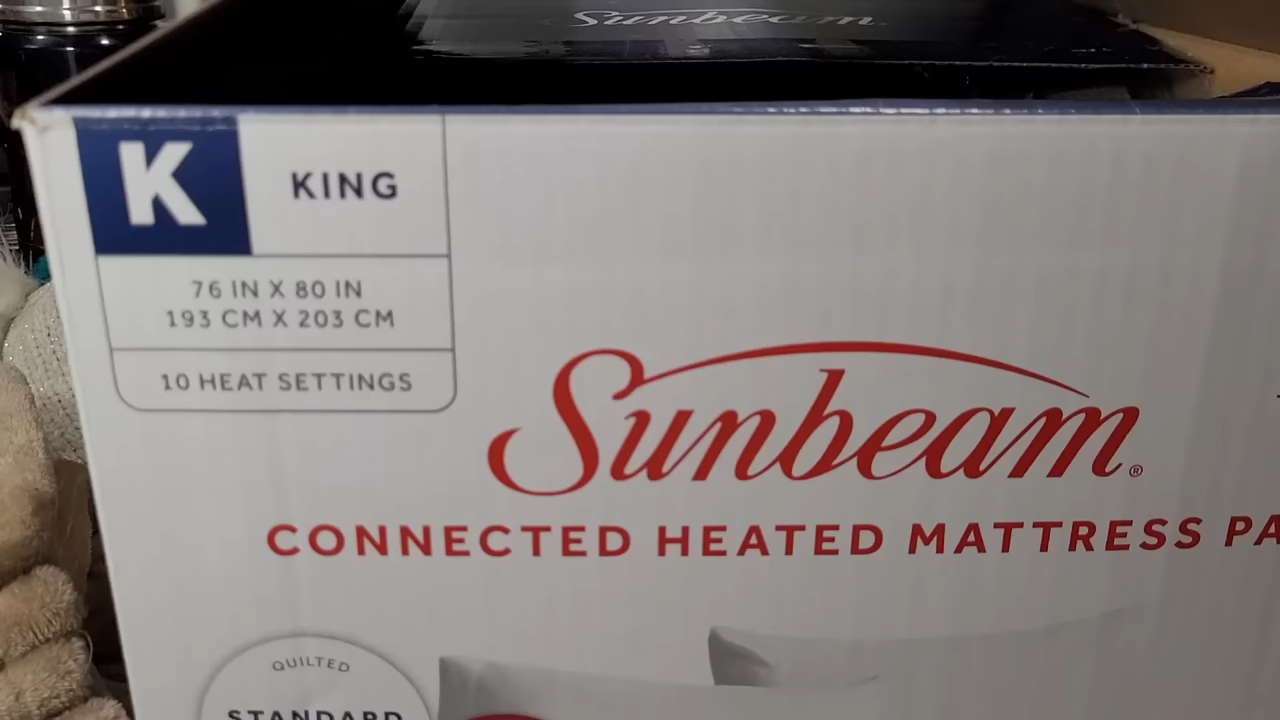 Sunbeam
K
KING
76 IN X 80 IN
193 CM X 203 CM
10 HEAT SETTINGS
Sunbeam®
CONNECTED HEATED MATTRESS PA
QUILTED
STANDARD